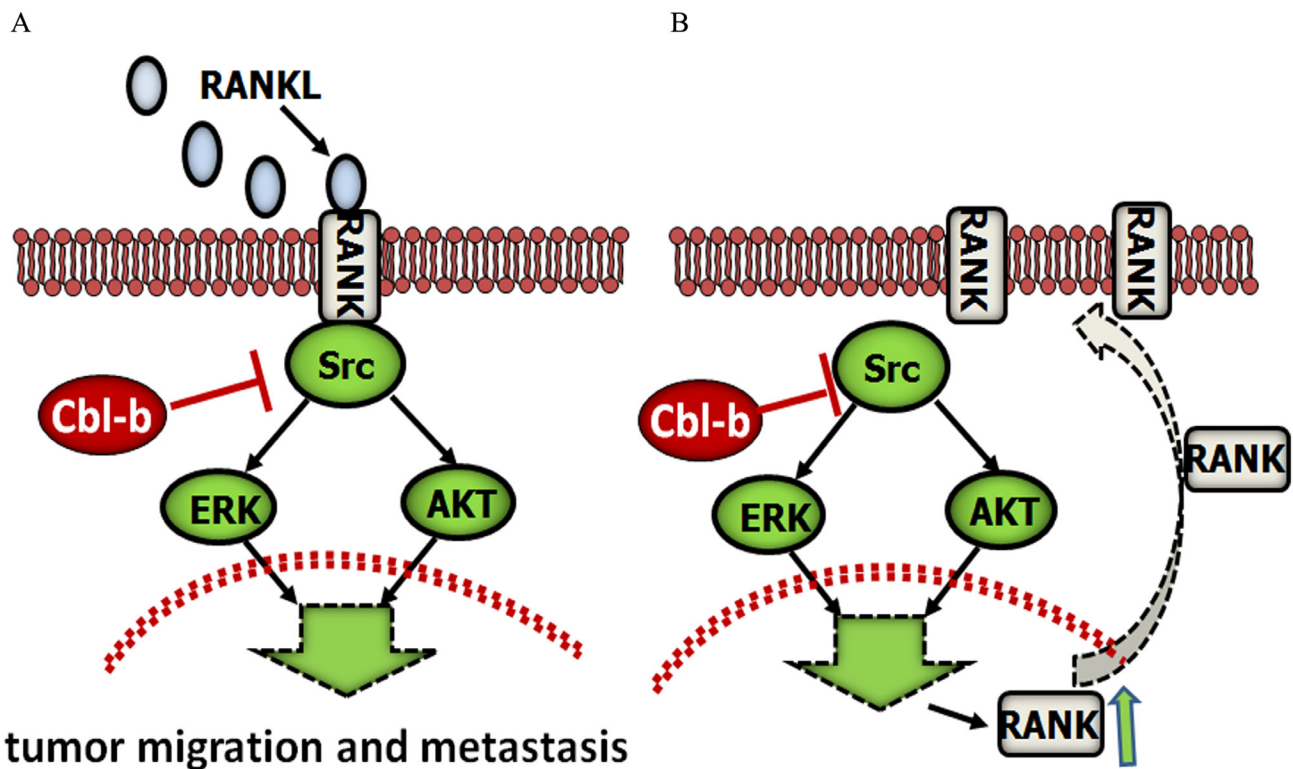 A
RANKL
RANK
Src
Cbl-b
ERK
AKT
tumor migration and metastasis
B
RANK
RANK
Src
Cbl-b
RANK
ERK
AKT
RANK